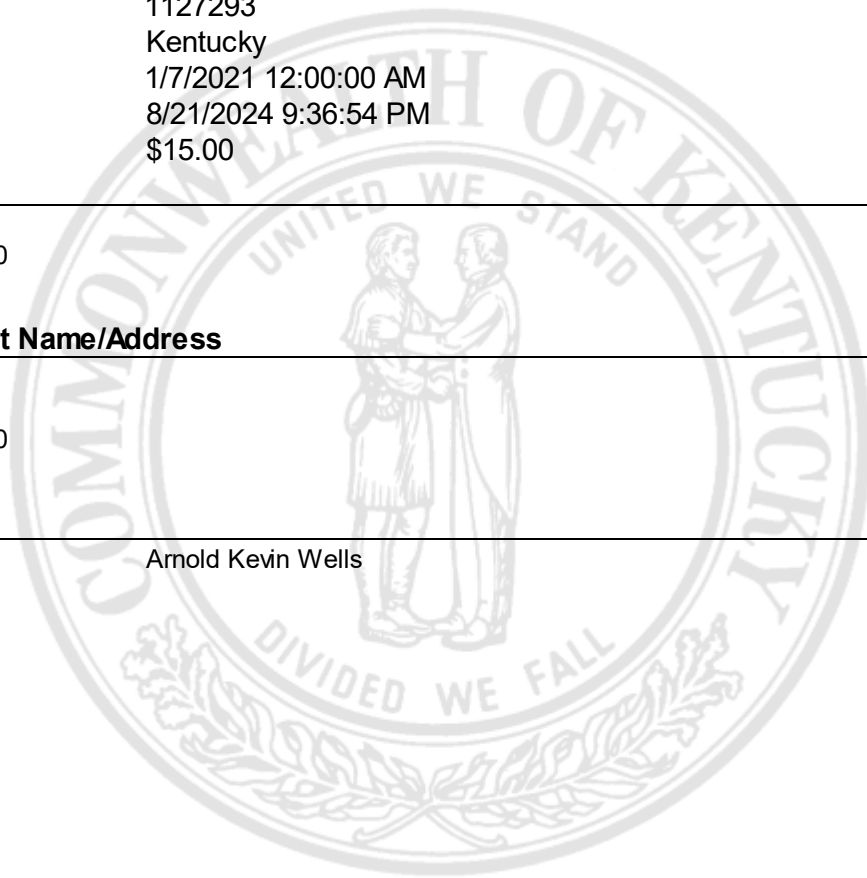 1127293
Kentucky
1/7/2021 12:00:00 AM
8/21/2024 9:36:54 PM
$15.00
0
t Name/Address
0
Arnold Kevin Wells
COMMONWEALTH OF KENTUCKY
UNITED WE STAND
DIVIDED WE FALL